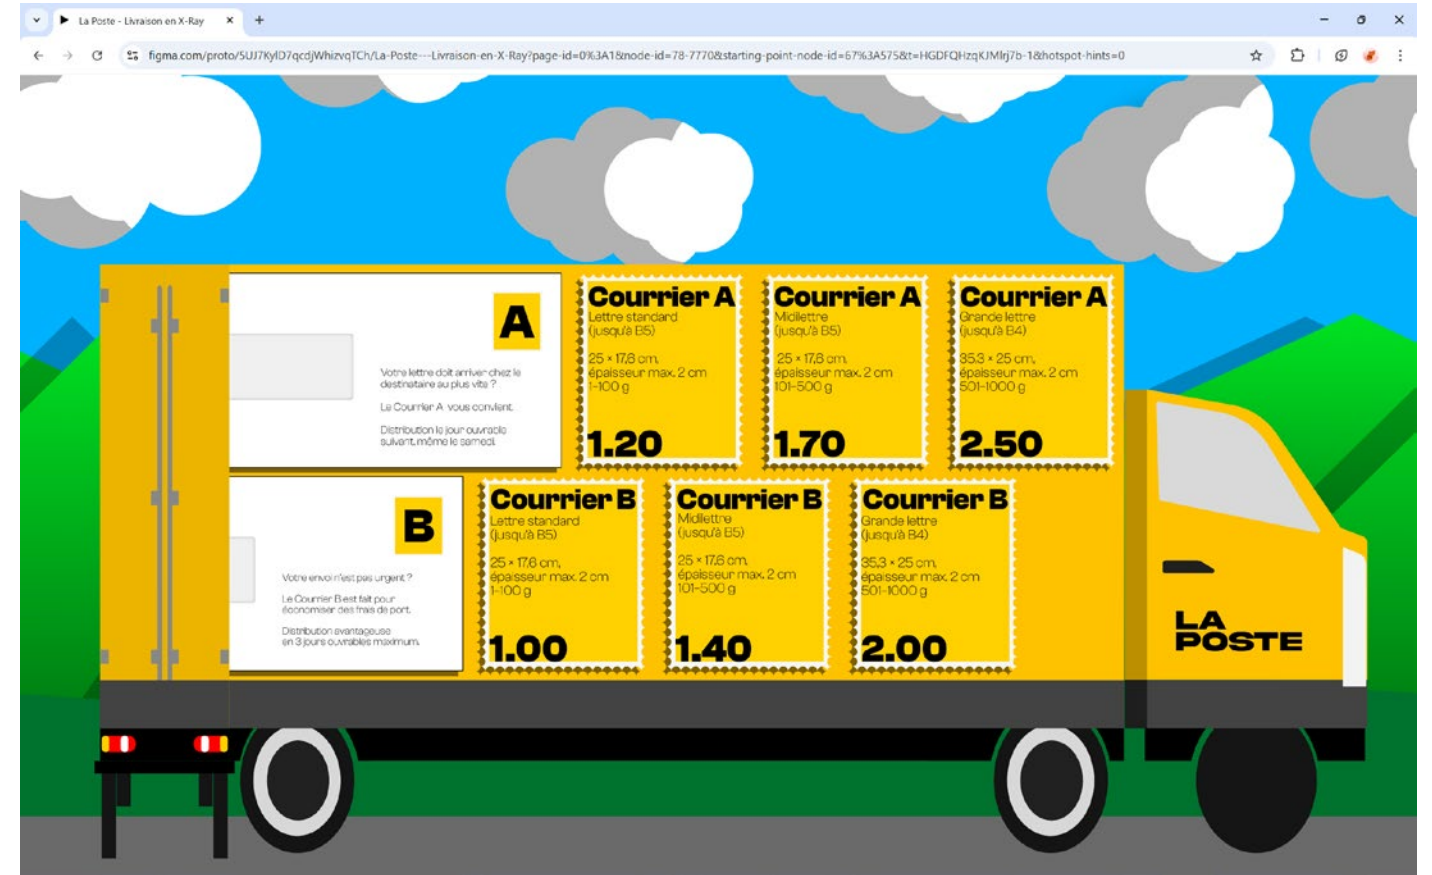 La Poste - Livraison en X-Ray
figma.com/proto/5UJ7KylD7qcdjWhizvqTCh/La-Poste---Livraison-en-X-Ray?page-id=0%3A1&node-id=78-7770&starting-point-node-id=67%3A575&t=HGDFQHzqKJMlrj7b-1&hotspot-hints=0
A
Votre lettre doit arriver chez le
destinataire au plus vite ?
Le Courrier A vous convient.
Distribution le jour ouvrable
suivant, même le samedi.
Courrier A
Lettre standard
(jusqu'à B5)
25 × 17,6 cm,
épaisseur max. 2 cm
1-100 g
1.20
Courrier A
Midilettre
(jusqu'à B5)
25 × 17,6 cm,
épaisseur max. 2 cm
101-500 g
1.70
Courrier A
Grande lettre
(jusqu'à B4)
35.3 × 25 cm,
épaisseur max. 2 cm
501-1000 g
2.50
B
Votre envoi n'est pas urgent ?
Le Courrier B est fait pour
économiser des frais de port.
Distribution avantageuse
en 3 jours ouvrables maximum.
Courrier B
Lettre standard
(jusqu'à B5)
25 × 17,6 cm,
épaisseur max. 2 cm
1-100 g
1.00
Courrier B
Midilettre
(jusqu'à B5)
25 × 17,6 cm,
épaisseur max. 2 cm
101-500 g
1.40
Courrier B
Grande lettre
(jusqu'à B4)
35,3 × 25 cm,
épaisseur max. 2 cm
501-1000 g
2.00
LA
POSTE